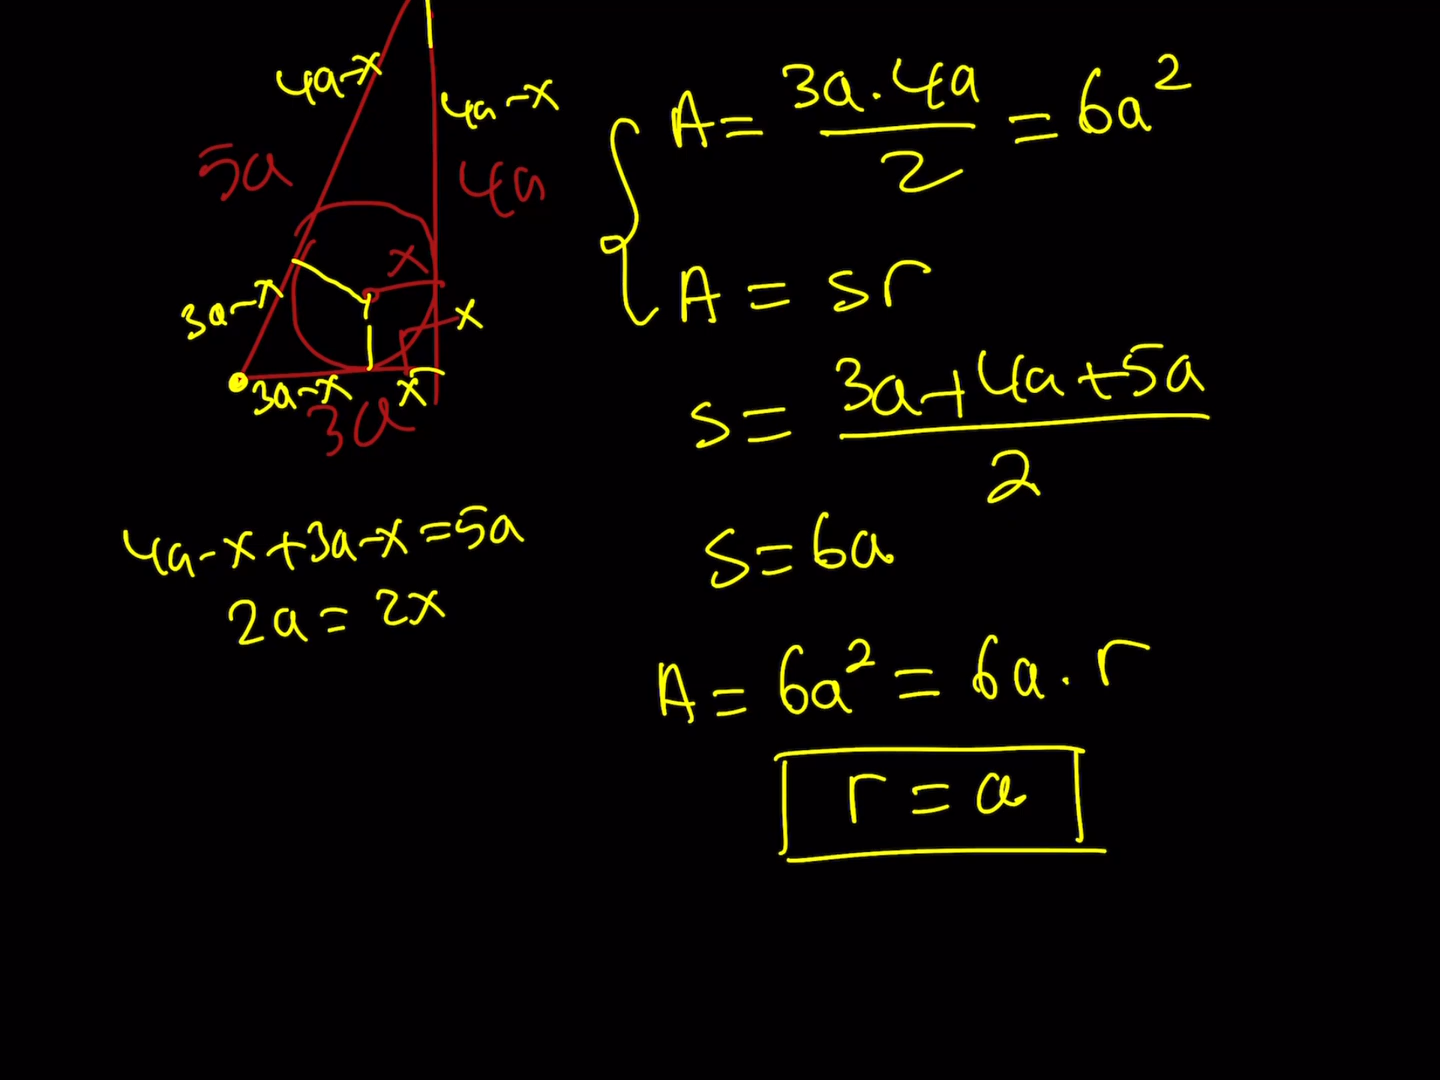 4a-x
4a-x
5a
4a
x
3a-x
x
3a-x
x
3a
4a-x+3a-x=5a
2a=2x
A= 3a.4a/2 = 6a²
A = sr
s= 3a+4a+5a/2
s=6a
A= 6a² = 6a.r
r=a